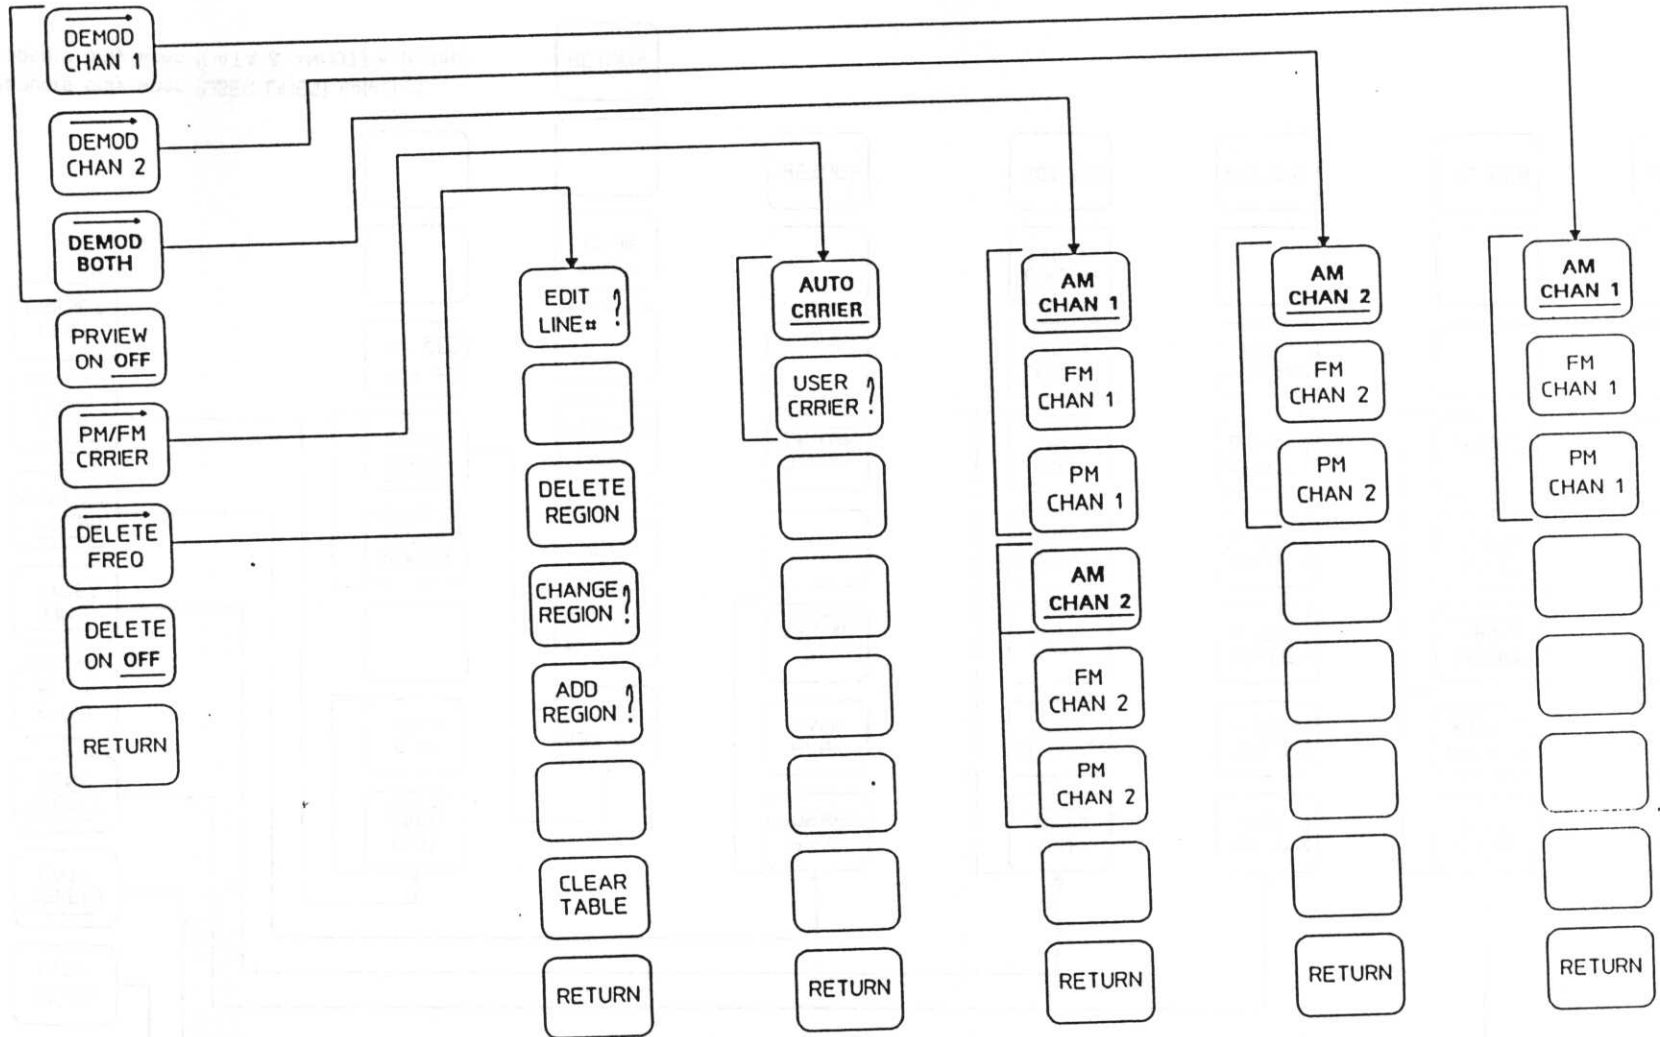 DEMOD
CHAN 1
DEMOD
CHAN 2
DEMOD
BOTH
PRVIEW
ON OFF
PM/FM
CRRIER
DELETE
FREQ
DELETE
ON OFF
RETURN
EDIT
LINE# ?
DELETE
REGION
CHANGE
REGION ?
ADD
REGION ?
CLEAR
TABLE
RETURN
AUTO
CRRIER
USER
CRRIER ?
RETURN
AM
CHAN 1
FM
CHAN 1
PM
CHAN 1
AM
CHAN 2
FM
CHAN 2
PM
CHAN 2
RETURN
AM
CHAN 2
FM
CHAN 2
PM
CHAN 2
RETURN
AM
CHAN 1
FM
CHAN 1
PM
CHAN 1
RETURN